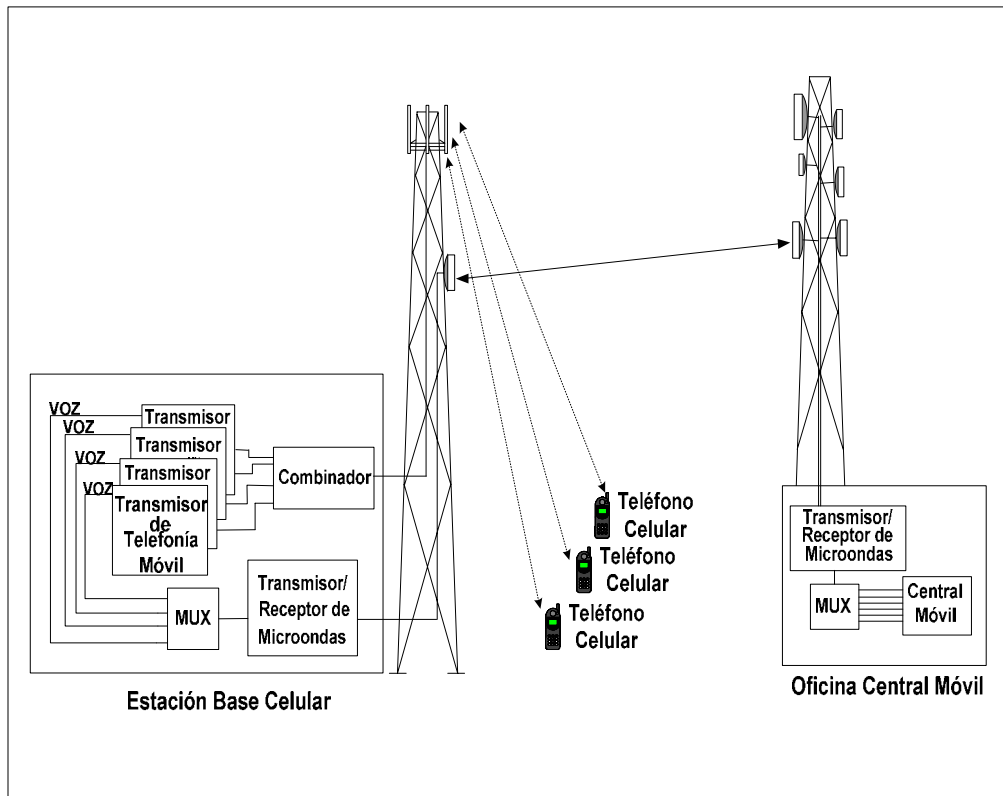 VOZ
Transmisor
VOZ
Transmisor
VOZ
Transmisor
VOZ
Transmisor
de
Telefonía
Móvil
Combinador
MUX
Transmisor/
Receptor de
Microondas
Estación Base Celular
Teléfono
Celular
Teléfono
Celular
Teléfono
Celular
Transmisor/
Receptor de
Microondas
MUX
Central
Móvil
Oficina Central Móvil